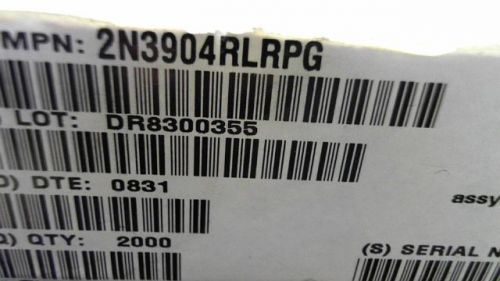 MPN: 2N3904RLRPG
) LOT: DR8300355
D) DTE: 0831
assy
Q) QTY: 2000
(S) SERIAL N